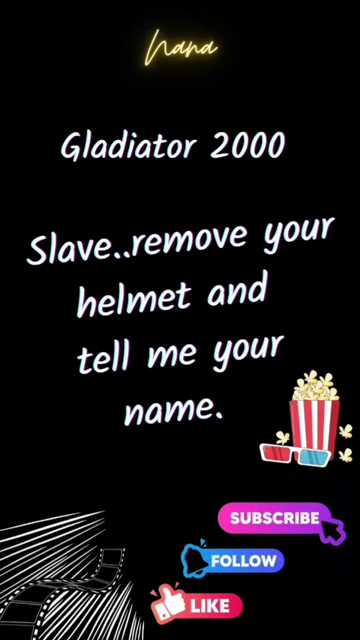 Nana
Gladiator 2000
Slave..remove your
helmet and
tell me your
name.
SUBSCRIBE
FOLLOW
LIKE